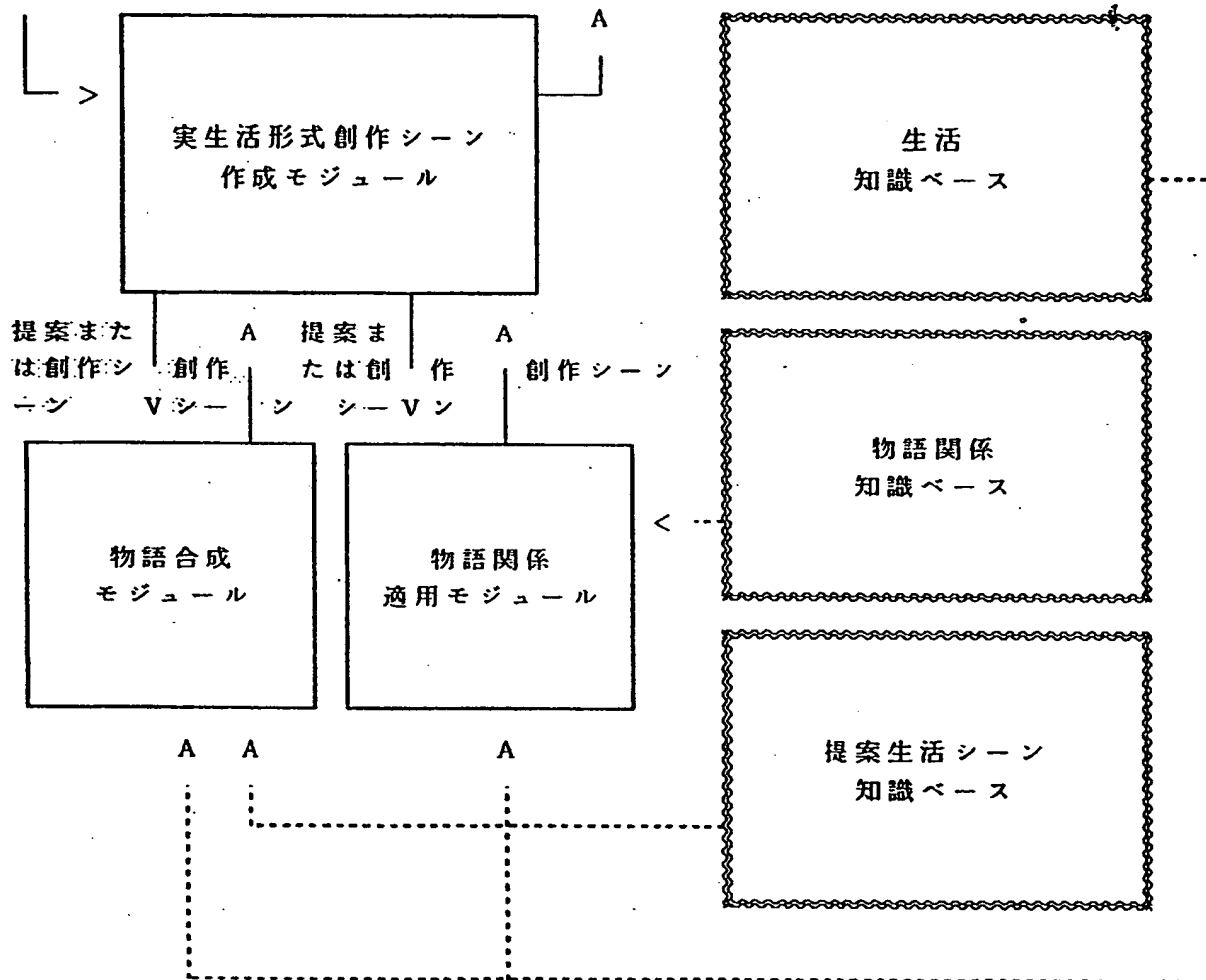 A
>
実生活形式創作シーン
作成モジュール
生活
知識ベース
提案また A 提案ま A
は創作シ 創作 たは創 作 創作シーン
ーン Vシー ン シーVン
物語関係
知識ベース
<
物語合成
モジュール
物語関係
適用モジュール
提案生活シーン
知識ベース
A A A